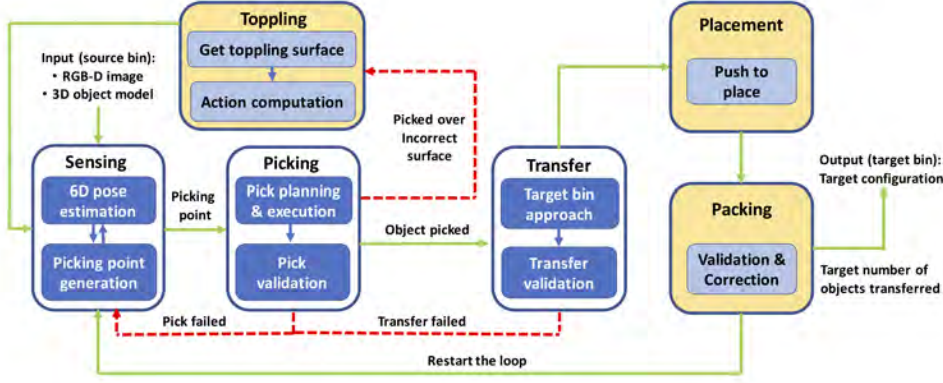 Toppling
Get toppling surface
Action computation
Placement
Push to
place
Input (source bin):
• RGB-D image
• 3D object model
Picked over
Incorrect
surface
Sensing
6D pose
estimation
Picking point
generation
Picking
point
Picking
Pick planning
& execution
Pick
validation
Object picked
Transfer
Target bin
approach
Transfer
validation
Packing
Validation &
Correction
Output (target bin):
Target configuration
Target number of
objects transferred
Pick failed
Transfer failed
Restart the loop